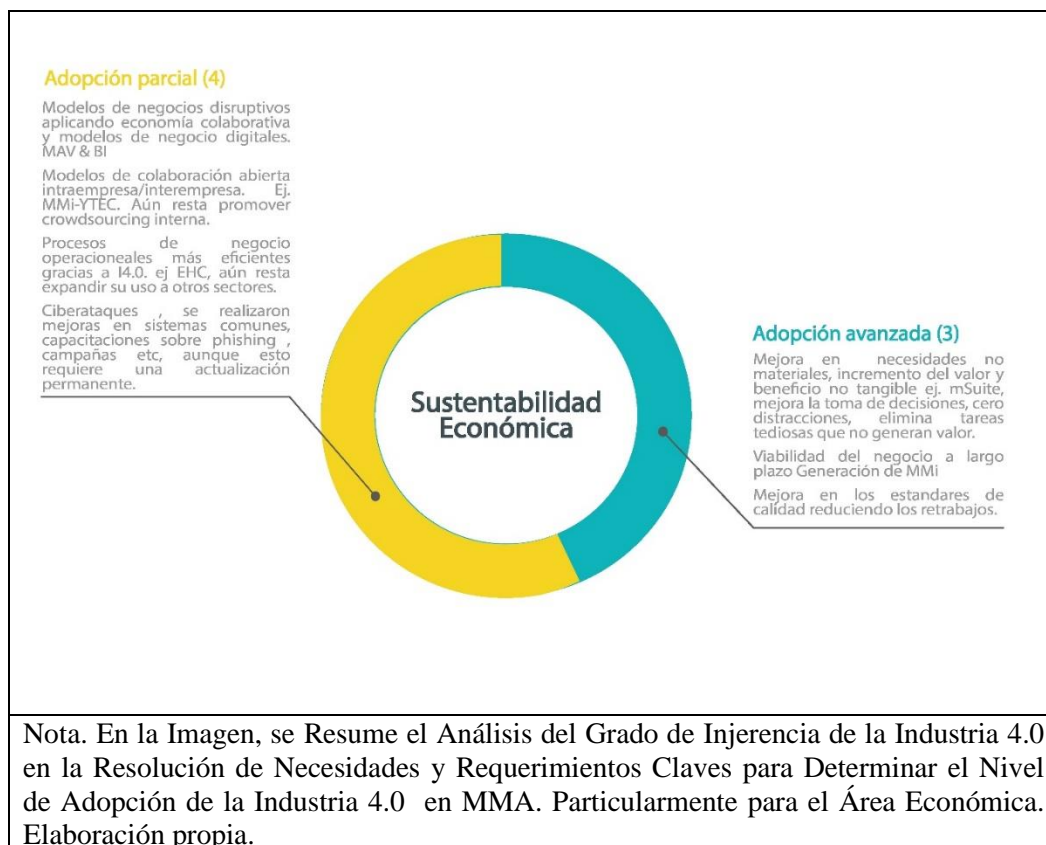 Adopción parcial (4)
Modelos de negocios disruptivos
aplicando economía colaborativa
y modelos de negocio digitales.
MAV & BI
Modelos de colaboración abierta
intraempresa/interempresa. Ej.
MMi-YTEC. Aún resta promover
crowdsourcing interna.
Procesos de negocio
operacioneales más eficientes
gracias a I4.0. ej EHC, aún resta
expandir su uso a otros sectores.
Ciberataques , se realizaron
mejoras en sistemas comunes,
capacitaciones sobre phishing ,
campañas etc, aunque esto
requiere una actualización
permanente.
Sustentabilidad
Económica
Adopción avanzada (3)
Mejora en necesidades no
materiales, incremento del valor y
beneficio no tangible ej. mSuite,
mejora la toma de decisiones, cero
distracciones, elimina tareas
tediosas que no generan valor.
Viabilidad del negocio a largo
plazo Generación de MMi
Mejora en los estandares de
calidad reduciendo los retrabajos.
Nota. En la Imagen, se Resume el Análisis del Grado de Injerencia de la Industria 4.0
en la Resolución de Necesidades y Requerimientos Claves para Determinar el Nivel
de Adopción de la Industria 4.0 en MMA. Particularmente para el Área Económica.
Elaboración propia.